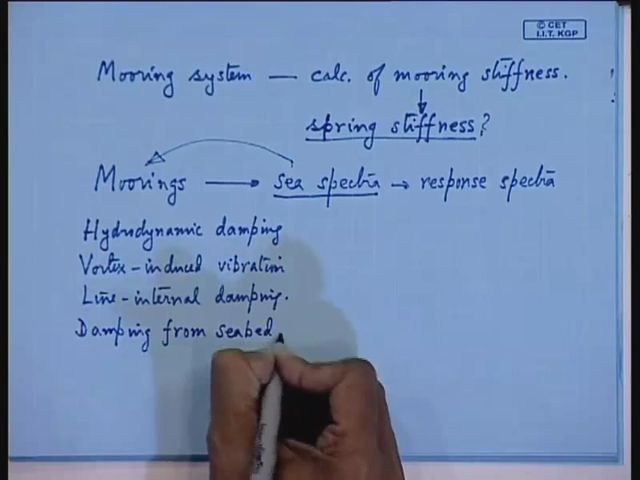 © CET
I.I.T. KGP
Mooring system — calc. of mooring stiffness.
spring stiffness?
Moorings → sea spectra → response spectra
Hydrodynamic damping
Vortex-induced vibration
Line-internal damping.
Damping from seabed